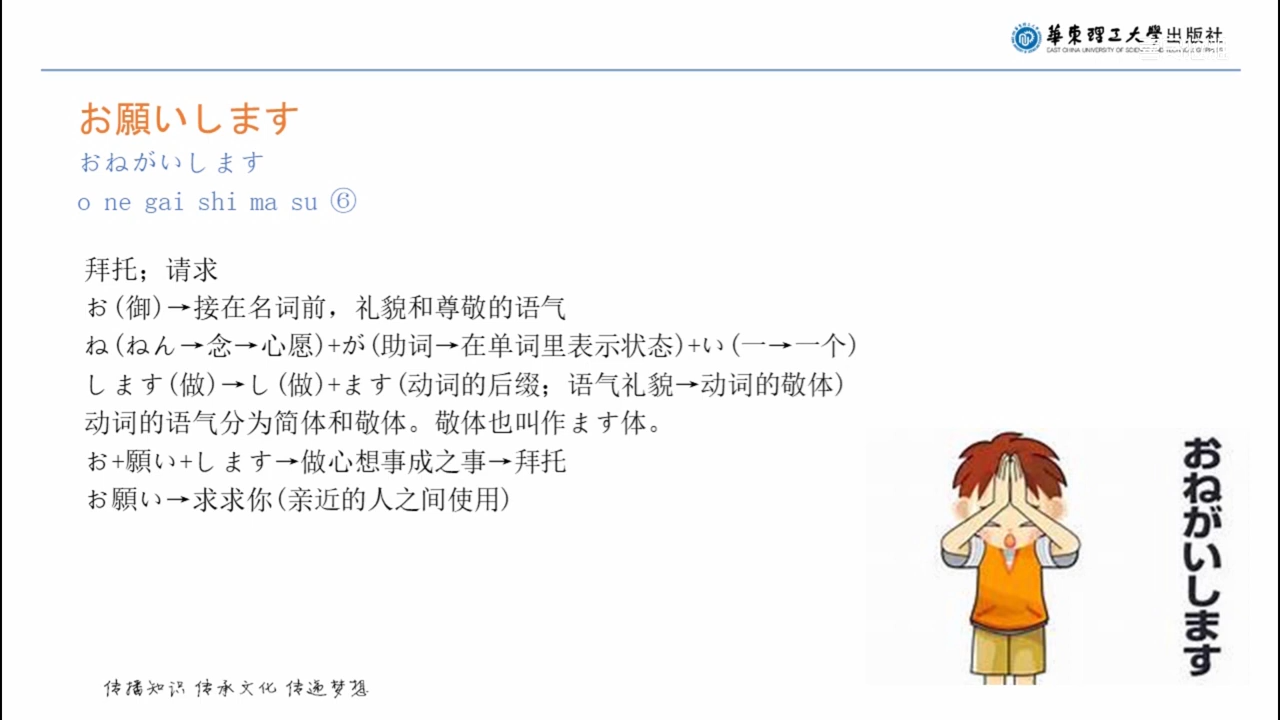 華東理工大學出版社
お願いします
おねがいします
o ne gai shi ma su ⑥
拜托；请求
お(御)→接在名词前，礼貌和尊敬的语气
ね(ねん→念→心愿)+が(助词→在单词里表示状态)+い(一→一个)
します(做)→し(做)+ます(动词的后缀；语气礼貌→动词的敬体)
动词的语气分为简体和敬体。敬体也叫作ます体。
お+願い+します→做心想事成之事→拜托
お願い→求求你(亲近的人之间使用)
おねがいします
传播知识 传承文化 传递梦想